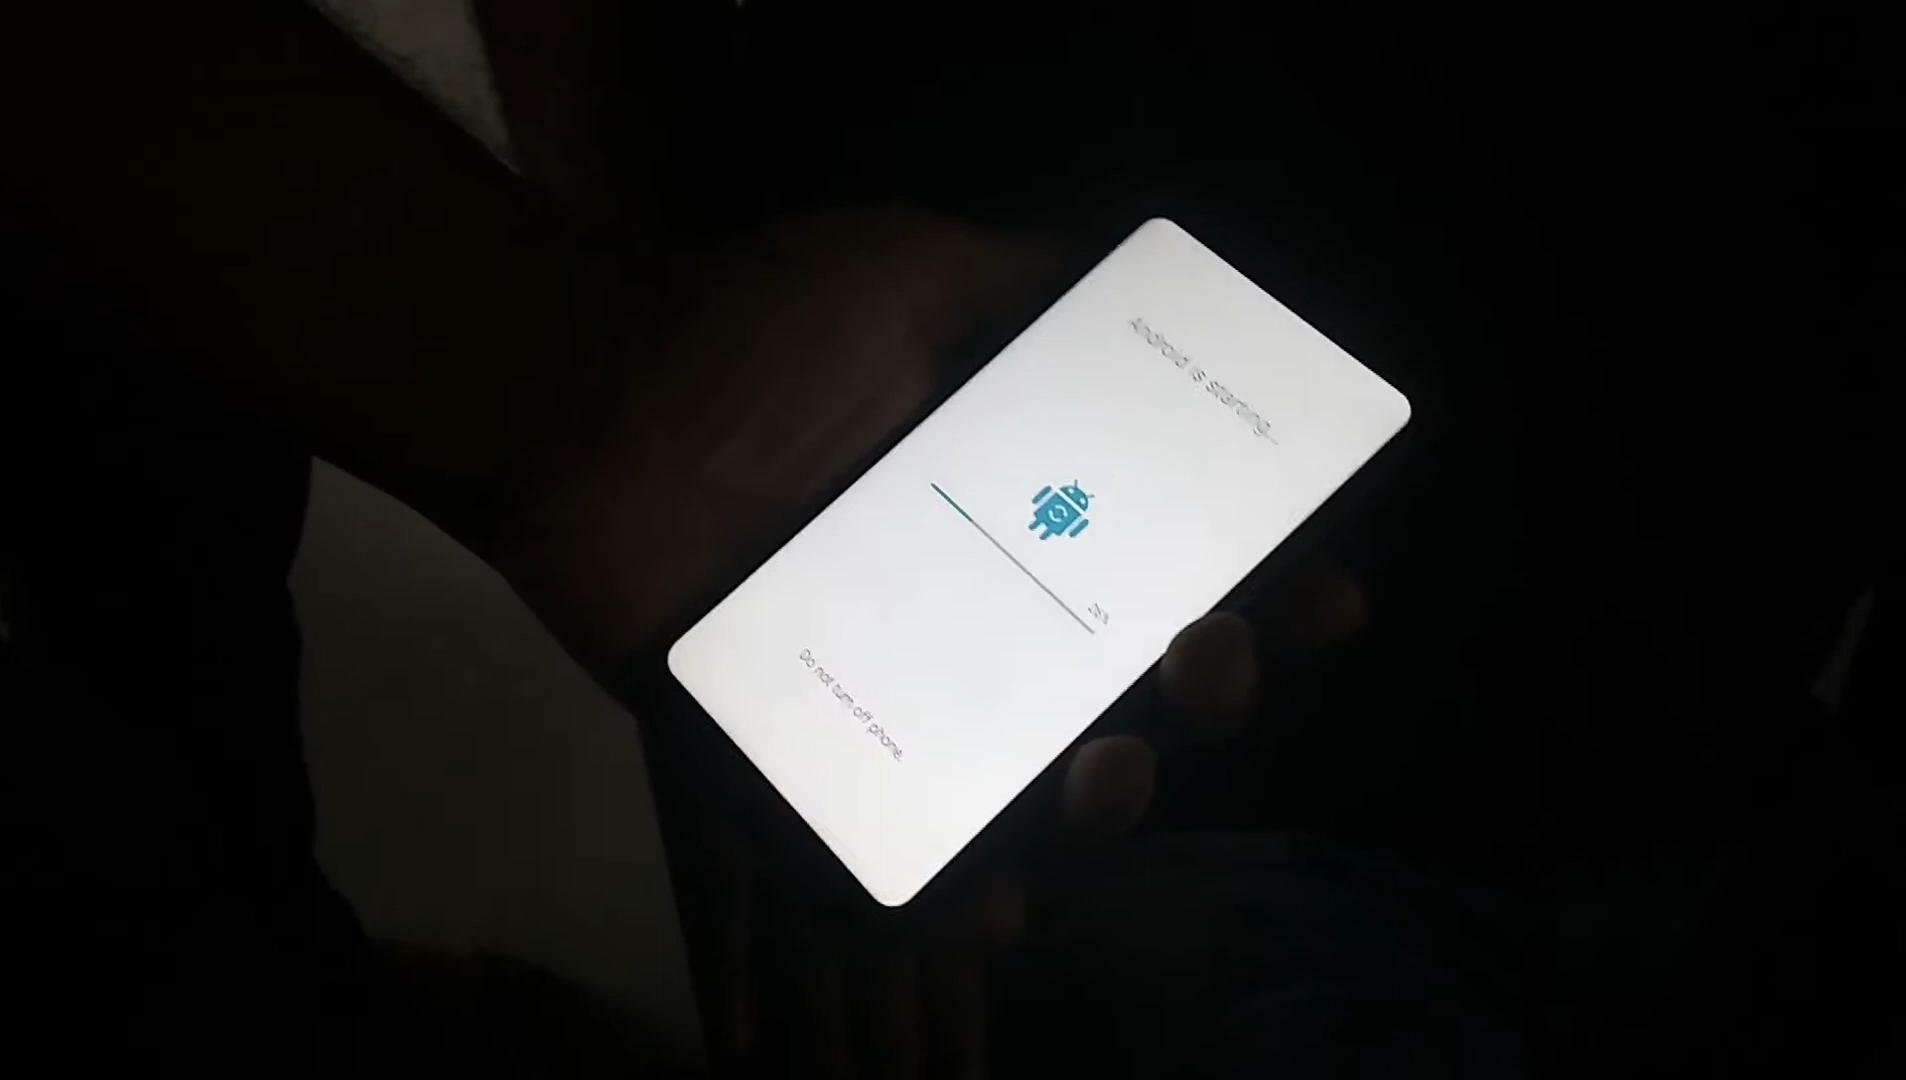 Android is starting...
Do not turn off phone.